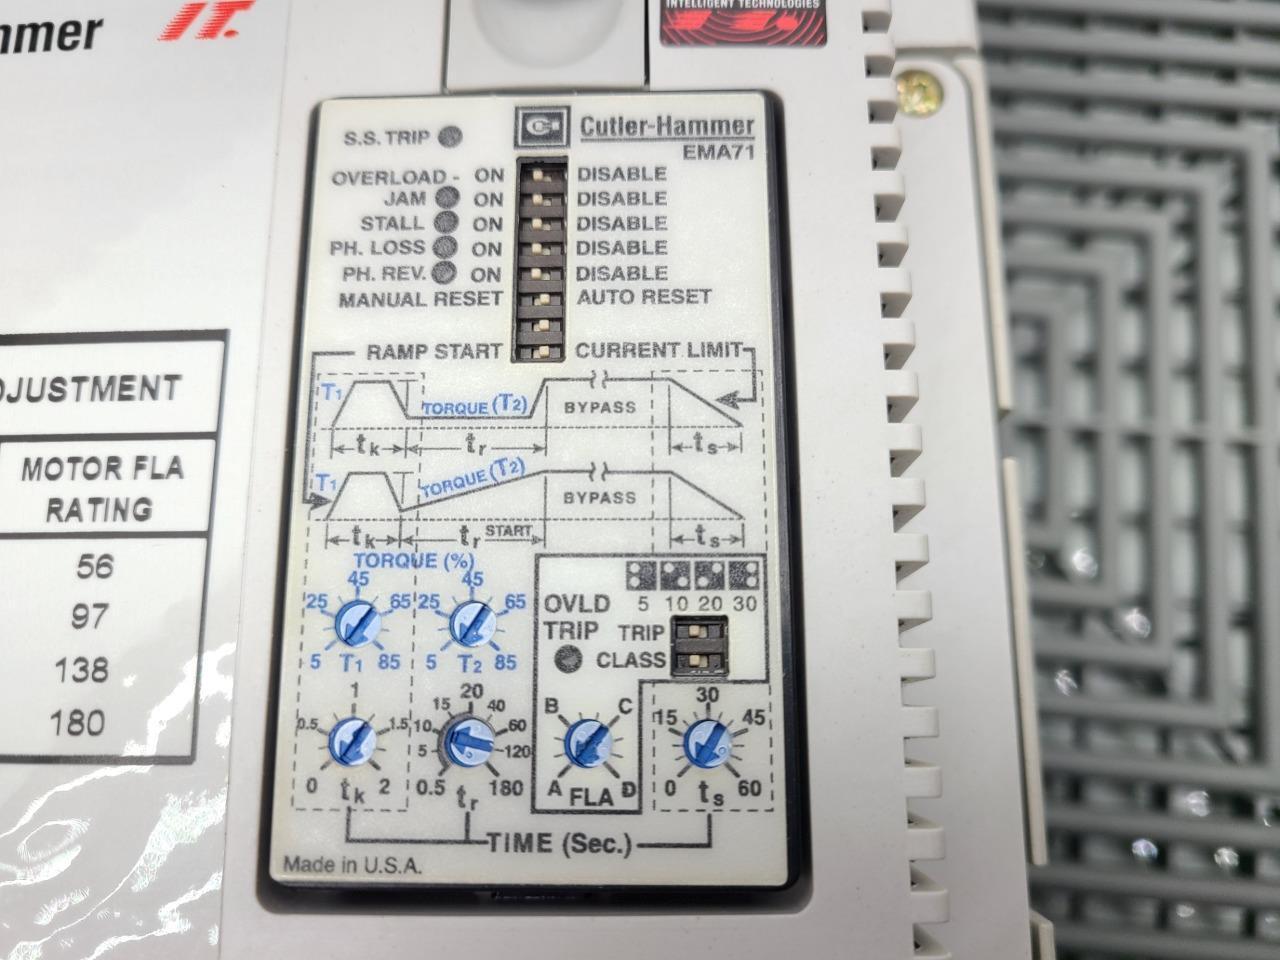 mmer IT.
INTELLIGENT TECHNOLOGIES
IT.
S.S. TRIP
Cutler-Hammer
EMA71
OVERLOAD - ON DISABLE
JAM ON DISABLE
STALL ON DISABLE
PH. LOSS ON DISABLE
PH. REV. ON DISABLE
MANUAL RESET AUTO RESET
RAMP START CURRENT LIMIT
T1 TORQUE (T2) BYPASS
tk tr ts
T1 TORQUE (T2) BYPASS
tk tr START ts
TORQUE (%)
45 45
25 65 25 65
5 T1 85 5 T2 85
OVLD 5 10 20 30
TRIP TRIP
CLASS
1 20 30
0.5 1.5 15 40 B C 15 45
10 60
5 120
0 tk 2 0.5 tr 180 A FLA D 0 ts 60
TIME (Sec.)
Made in U.S.A.
DJUSTMENT
MOTOR FLA
RATING
56
97
138
180